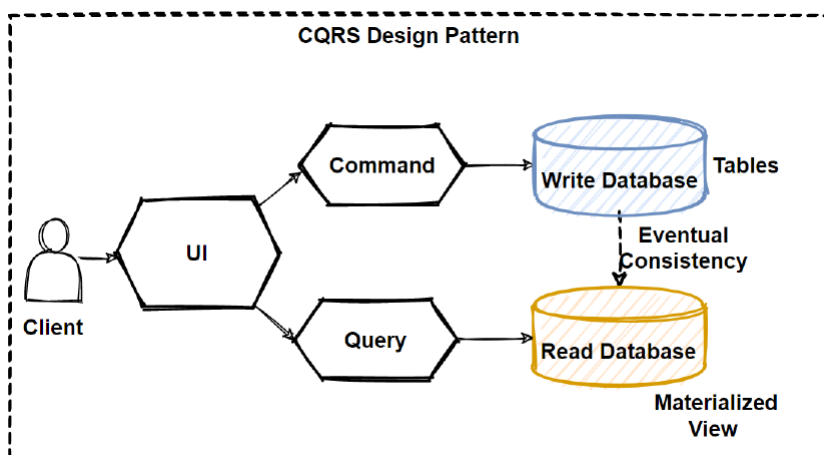 CQRS Design Pattern
Command
Write Database
Tables
UI
Eventual
Consistency
Client
Query
Read Database
Materialized
View